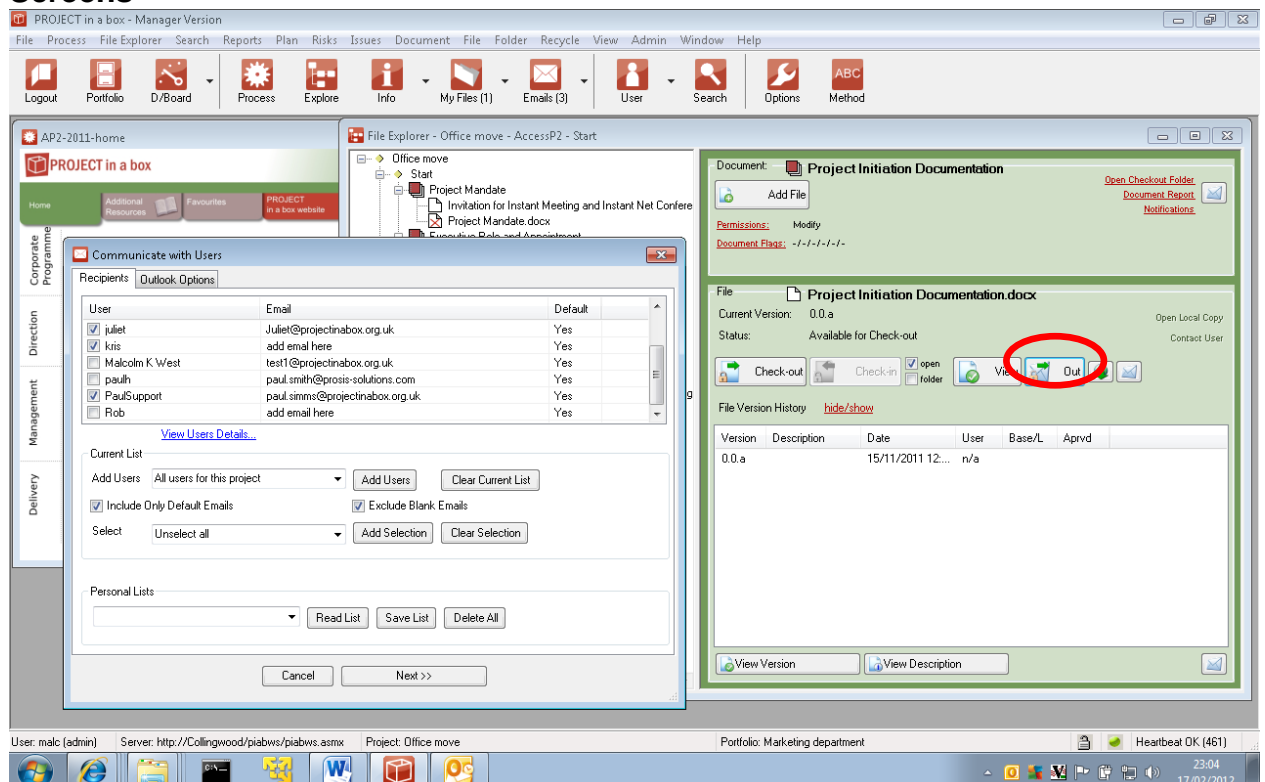 Screens
PROJECT in a box - Manager Version
File Process File Explorer Search Reports Plan Risks Issues Document File Folder Recycle View Admin Window Help
Logout Portfolio D/Board Process Explore Info My Files (1) Emails (3) User Search Options ABC Method
AP2-2011-home
PROJECT in a box
Home Additional Resources Favourites PROJECT in a box website
Corporate Programme
Direction
Management
Delivery
File Explorer - Office move - AccessP2 - Start
Office move
Start
Project Mandate
Invitation for Instant Meeting and Instant Net Confere
Project Mandate.docx
Executive Role and Appointment
Document: Project Initiation Documentation
Add File
Open Checkout Folder
Document Report
Notifications
Permissions: Modify
Document Flags: -/-/-/-/-/-
File Project Initiation Documentation.docx
Current Version: 0.0.a
Open Local Copy
Status: Available for Check-out
Contact User
Check-out Check-in open folder View Out
File Version History hide/show
Version Description Date User Base/L Aprvd
0.0.a 15/11/2011 12:... n/a
View Version View Description
Communicate with Users
Recipients Outlook Options
User Email Default
juliet Juliet@projectinabox.org.uk Yes
kris add emal here Yes
Malcolm K West test1@projectinabox.org.uk Yes
paulh paul.smith@prosis-solutions.com Yes
PaulSupport paul.simms@projectinabox.org.uk Yes
Rob add email here Yes
View Users Details...
Current List
Add Users All users for this project Add Users Clear Current List
Include Only Default Emails Exclude Blank Emails
Select Unselect all Add Selection Clear Selection
Personal Lists
Read List Save List Delete All
Cancel Next >>
User: malc (admin) Server: http://Collingwood/piabws/piabws.asmx Project: Office move Portfolio: Marketing department Heartbeat OK (461)
23:04
17/02/2012